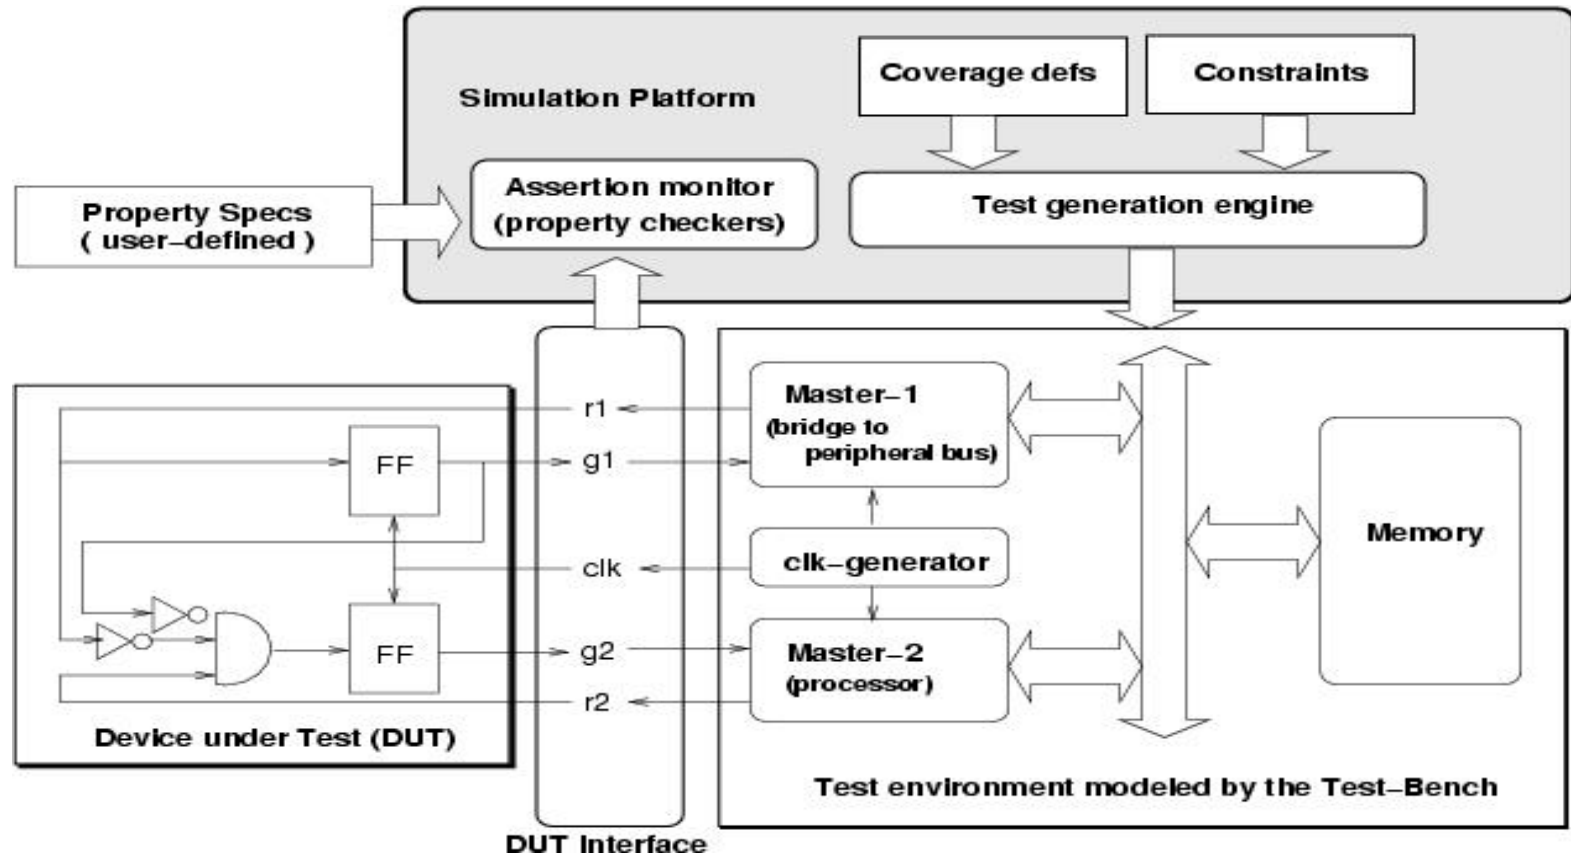 Coverage defs
Constraints
Simulation Platform
Assertion monitor
(property checkers)
Test generation engine
Property Specs
( user–defined )
r1
Master–1
(bridge to
peripheral bus)
FF
g1
clk
clk–generator
Memory
FF
g2
Master–2
(processor)
r2
Device under Test (DUT)
Test environment modeled by the Test–Bench
DUT Interface